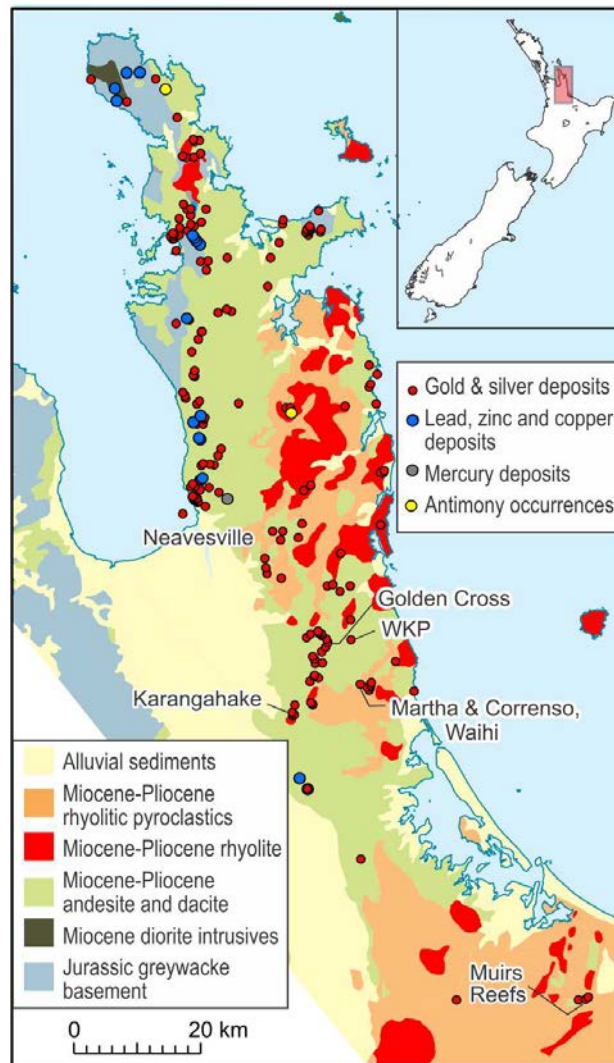 Gold & silver deposits
Lead, zinc and copper
deposits
Mercury deposits
Antimony occurrences
Neavesville
Golden Cross
WKP
Karangahake
Martha & Correnso,
Waihi
Alluvial sediments
Miocene-Pliocene
rhyolitic pyroclastics
Miocene-Pliocene rhyolite
Miocene-Pliocene
andesite and dacite
Miocene diorite intrusives
Jurassic greywacke
basement
Muirs
Reefs
0 20 km